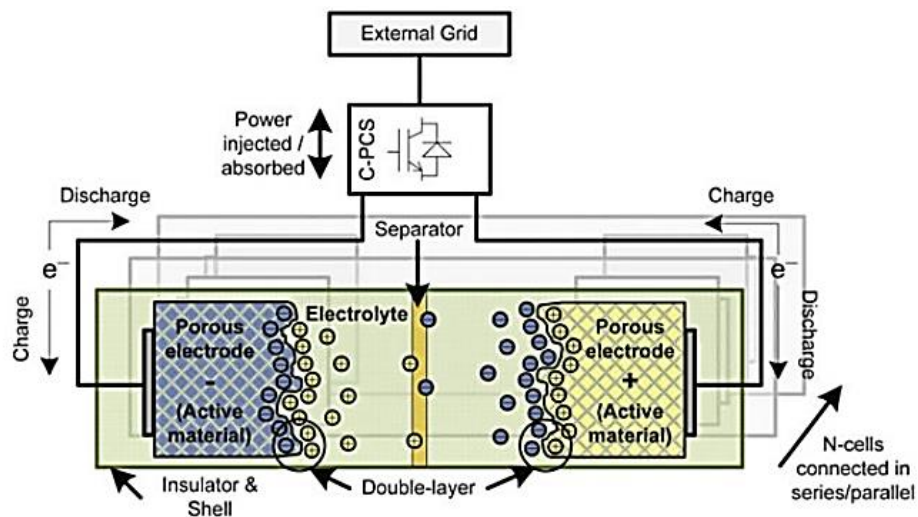 External Grid
Power
injected /
absorbed
C-PCS
Discharge
Charge
Separator
e⁻
e⁻
Charge
Discharge
Electrolyte
Porous
electrode
-
(Active
material)
Porous
electrode
+
(Active
material)
Insulator &
Shell
Double-layer
N-cells
connected in
series/parallel